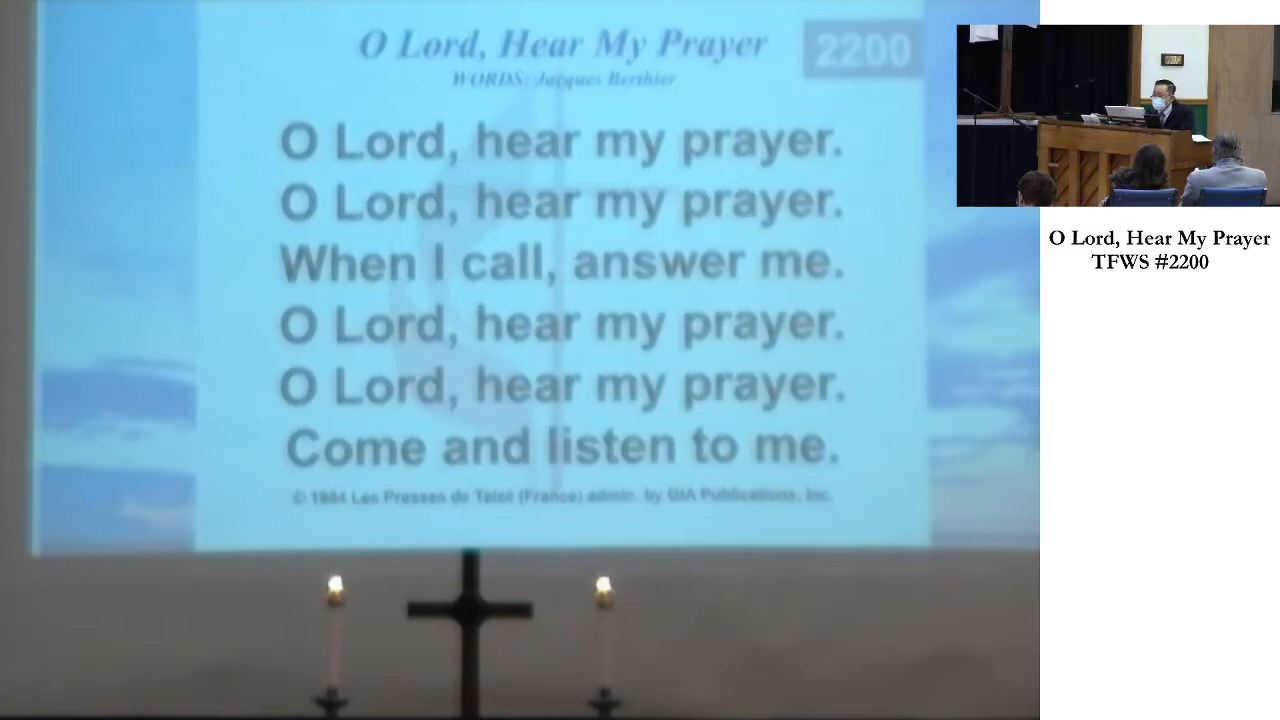 O Lord, Hear My Prayer
2200
WORDS: Jacques Berthier
O Lord, hear my prayer.
O Lord, hear my prayer.
When I call, answer me.
O Lord, hear my prayer.
O Lord, hear my prayer.
Come and listen to me.
© 1984 Les Presses de Taizé (France) admin. by GIA Publications, Inc.
O Lord, Hear My Prayer
TFWS #2200